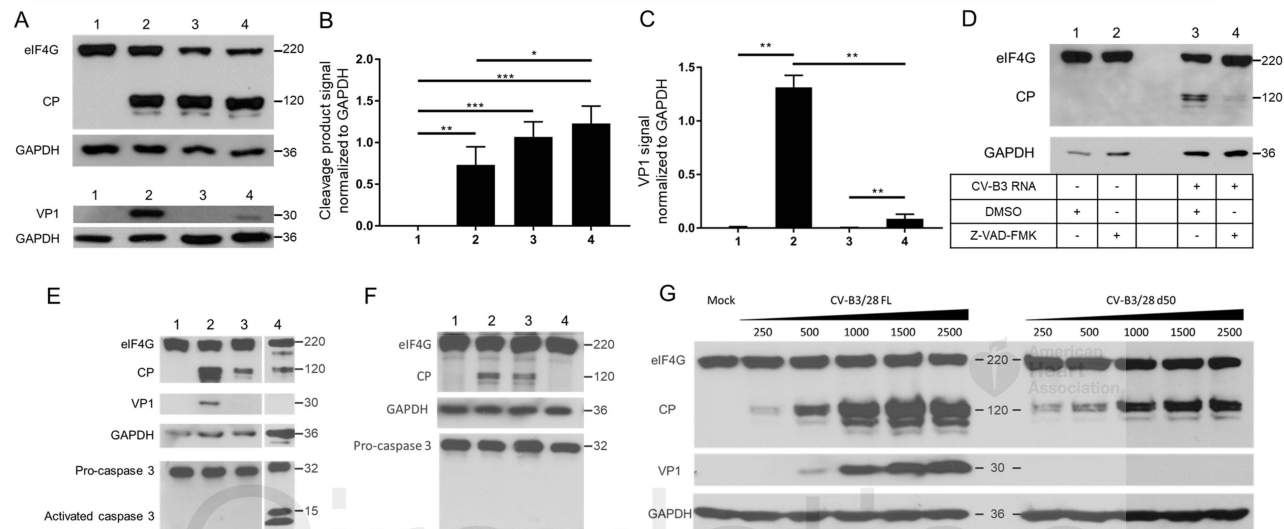 A
1 2 3 4
eIF4G
220
CP
120
GAPDH
36
1 2 3 4
VP1
30
GAPDH
36
B
Cleavage product signal
normalized to GAPDH
2.0
1.5
1.0
0.5
0.0
*
***
***
**
1 2 3 4
C
VP1 signal
normalized to GAPDH
1.5
1.0
0.5
0.0
**
**
**
1 2 3 4
D
1 2 3 4
eIF4G
220
CP
120
GAPDH
36
CV-B3 RNA - - + +
DMSO + - + -
Z-VAD-FMK - + - +
E
1 2 3 4
eIF4G
220
CP
120
VP1
30
GAPDH
36
Pro-caspase 3
32
Activated caspase 3
15
F
1 2 3 4
eIF4G
220
CP
120
GAPDH
36
Pro-caspase 3
32
G
Mock
CV-B3/28 FL
CV-B3/28 d50
250 500 1000 1500 2500
250 500 1000 1500 2500
eIF4G
220
CP
120
VP1
30
GAPDH
36
American
Heart
Association